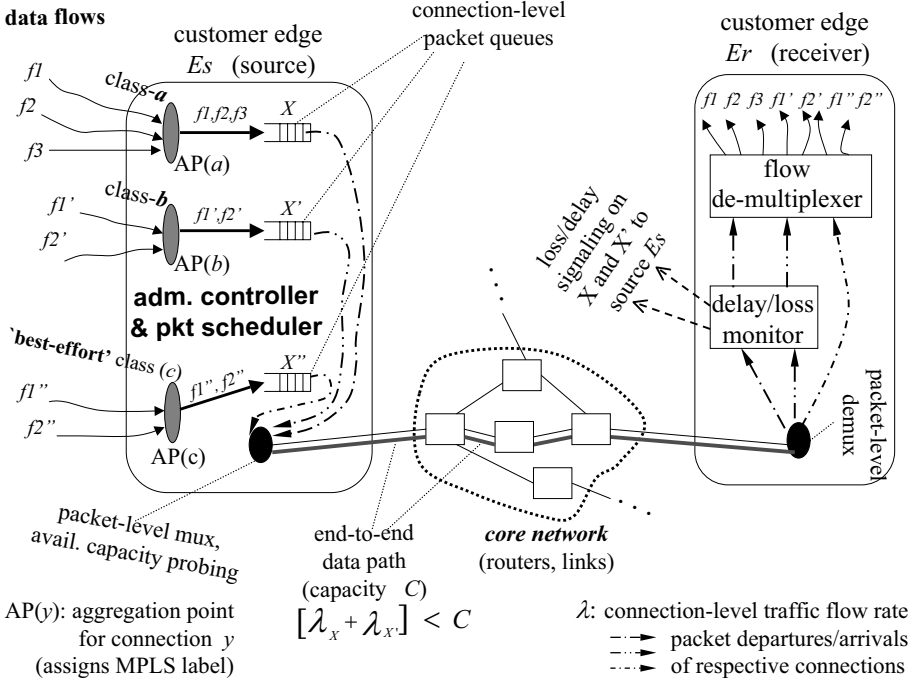 data flows
connection-level
packet queues
customer edge
Es (source)
customer edge
Er (receiver)
f1
f2
f3
class-a
f1,f2,f3
X
AP(a)
f1 f2 f3 f1’ f2’ f1’’ f2’’
flow
de-multiplexer
class-b
f1’
f2’
f1’,f2’
X’
AP(b)
loss/delay
signaling on
X and X’ to
source Es
delay/loss
monitor
adm. controller
& pkt scheduler
‘best-effort’ class (c)
f1’’
f2’’
f1’’, f2’’
X’’
AP(c)
packet-level
demux
packet-level mux,
avail. capacity probing
end-to-end
data path
(capacity C)
[λX + λX'] < C
core network
(routers, links)
AP(y): aggregation point
for connection y
(assigns MPLS label)
λ: connection-level traffic flow rate
packet departures/arrivals
of respective connections